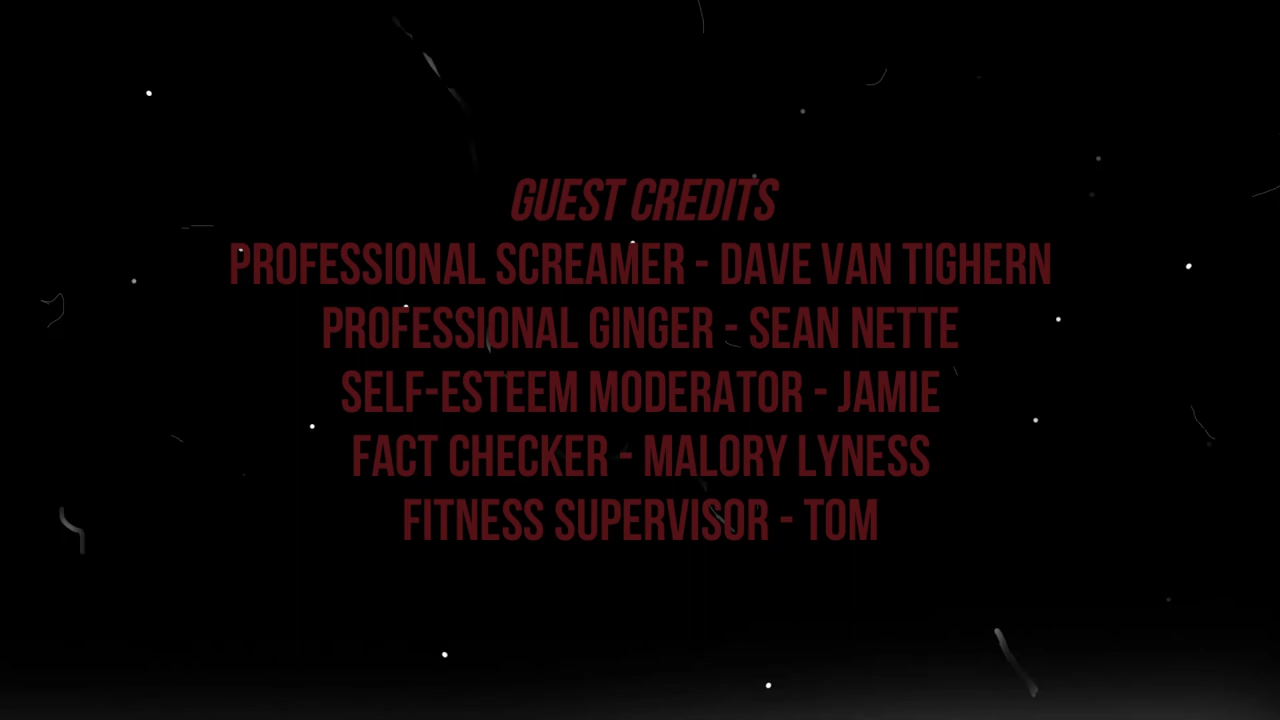 GUEST CREDITS
PROFESSIONAL SCREAMER - DAVE VAN TIGHERN
PROFESSIONAL GINGER - SEAN NETTE
SELF-ESTEEM MODERATOR - JAMIE
FACT CHECKER - MALORY LYNESS
FITNESS SUPERVISOR - TOM